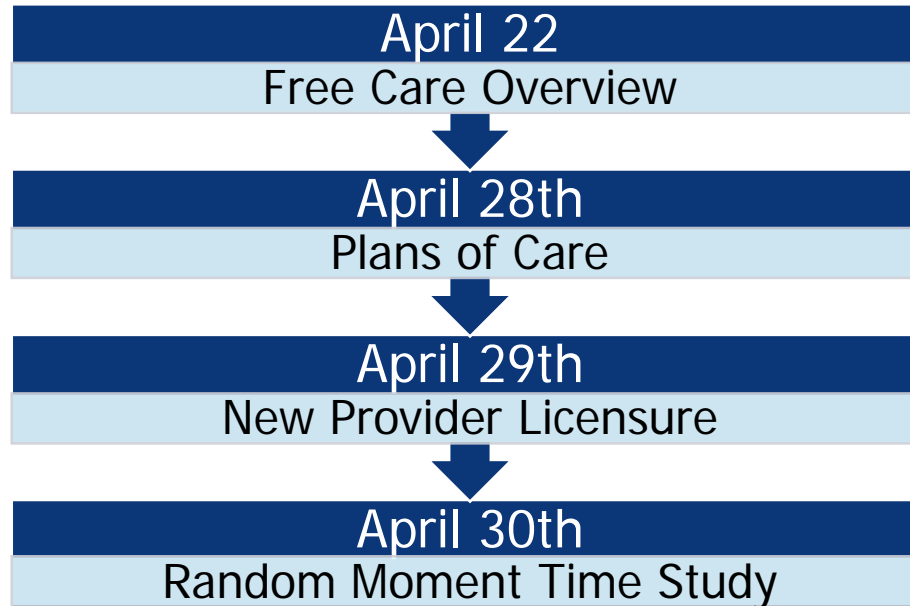 April 22
Free Care Overview
April 28th
Plans of Care
April 29th
New Provider Licensure
April 30th
Random Moment Time Study